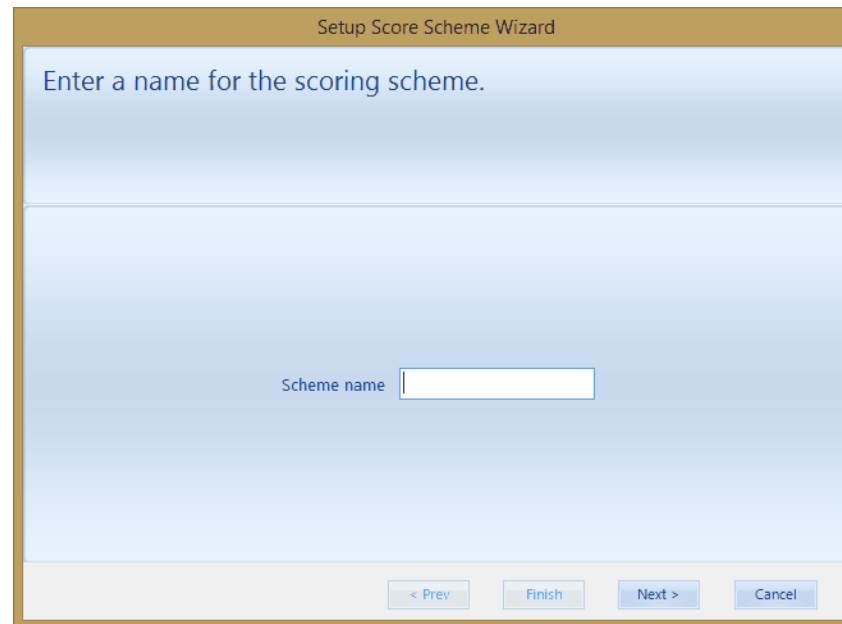 Setup Score Scheme Wizard
Enter a name for the scoring scheme.
Scheme name
< Prev Finish Next > Cancel